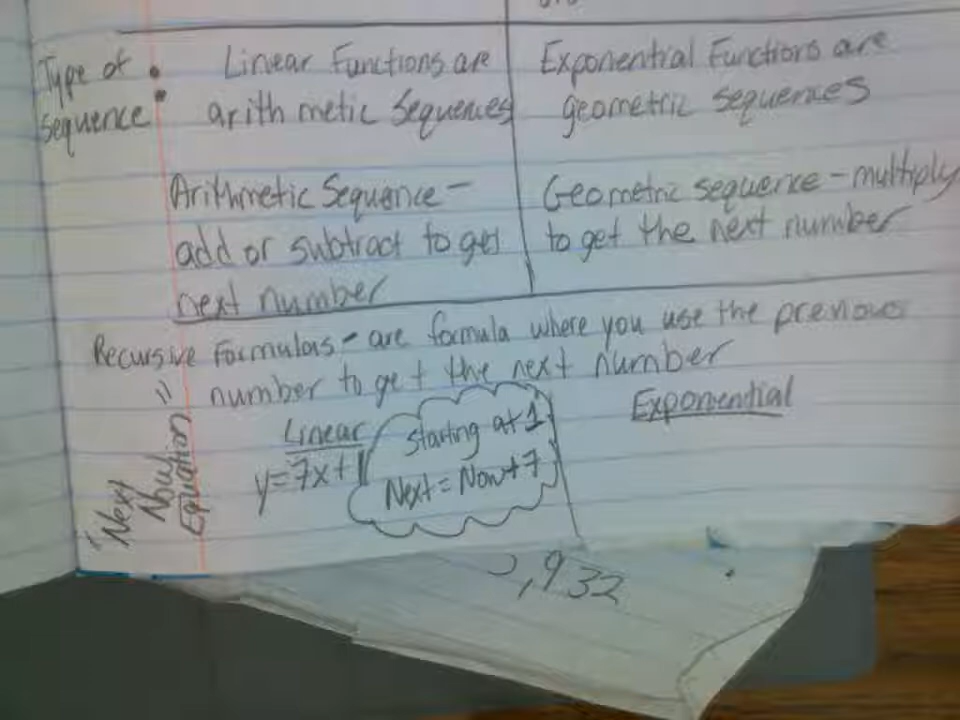 Type of : Linear Functions are
sequence arithmetic sequences
Exponential Functions are
geometric sequences
Arithmetic Sequence -
add or subtract to get
next number
Geometric sequence - multiply
to get the next number
Recursive Formulas - are formula where you use the previous
number to get the next number
"Next
Now"
Equation
Linear
y=7x+1
Starting at 1
Next = Now+7
Exponential
,932